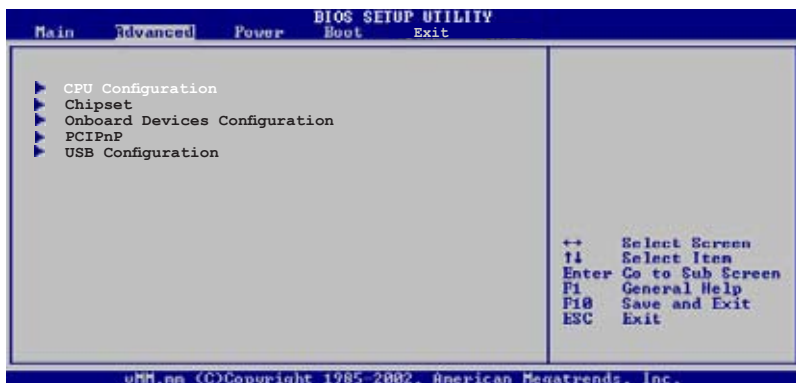 BIOS SETUP UTILITY
Main Advanced Power Boot Exit
CPU Configuration
Chipset
Onboard Devices Configuration
PCIPnP
USB Configuration
↔ Select Screen
↑↓ Select Item
Enter Go to Sub Screen
F1 General Help
F10 Save and Exit
ESC Exit
vMM.nn (C)Copyright 1985-2002, American Megatrends, Inc.